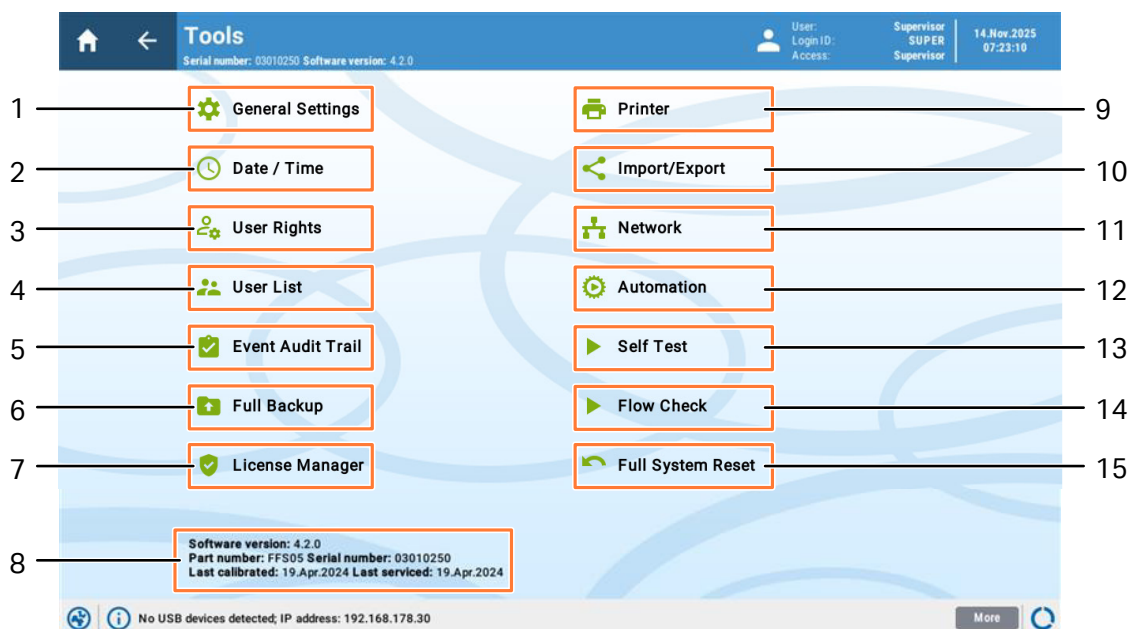 Tools
Serial number: 03010250 Software version: 4.2.0
User: Supervisor
Login ID: SUPER
Access: Supervisor
14.Nov.2025
07:23:10
1 General Settings
2 Date / Time
3 User Rights
4 User List
5 Event Audit Trail
6 Full Backup
7 License Manager
Printer 9
Import/Export 10
Network 11
Automation 12
Self Test 13
Flow Check 14
Full System Reset 15
8
Software version: 4.2.0
Part number: FFS05 Serial number: 03010250
Last calibrated: 19.Apr.2024 Last serviced: 19.Apr.2024
No USB devices detected; IP address: 192.168.178.30
More